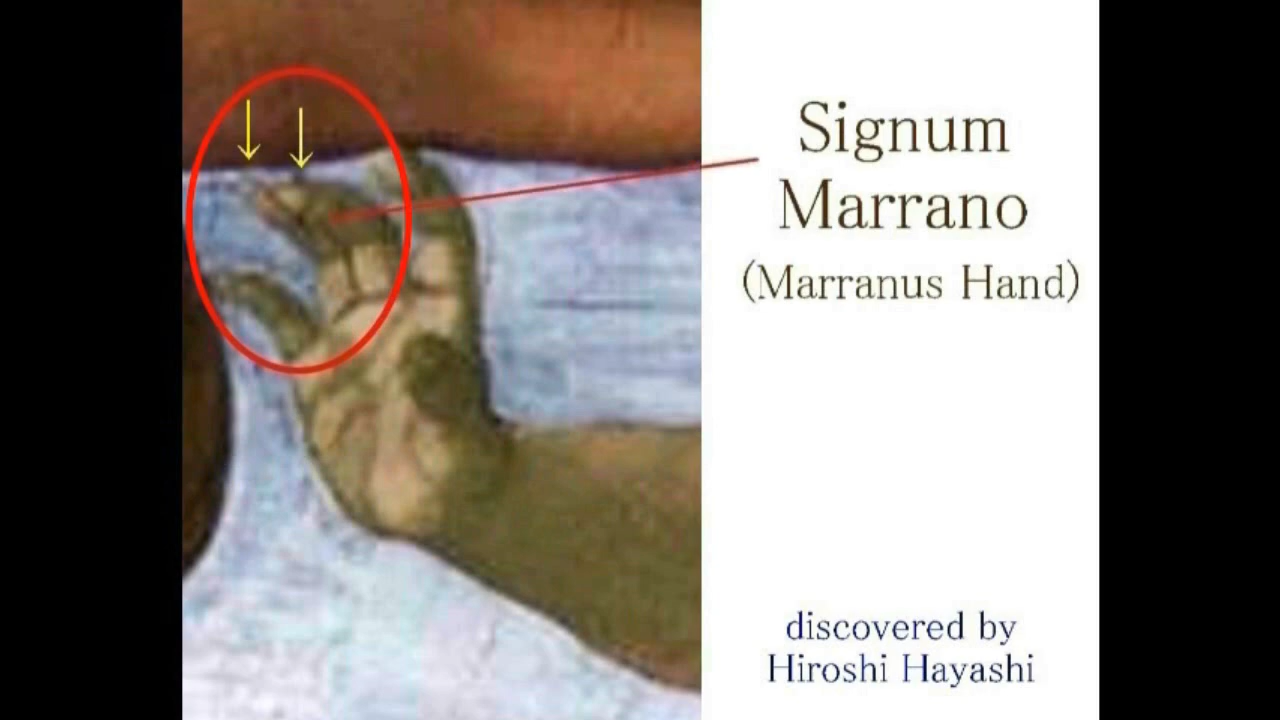 Signum
Marrano
(Marranus Hand)
discovered by
Hiroshi Hayashi